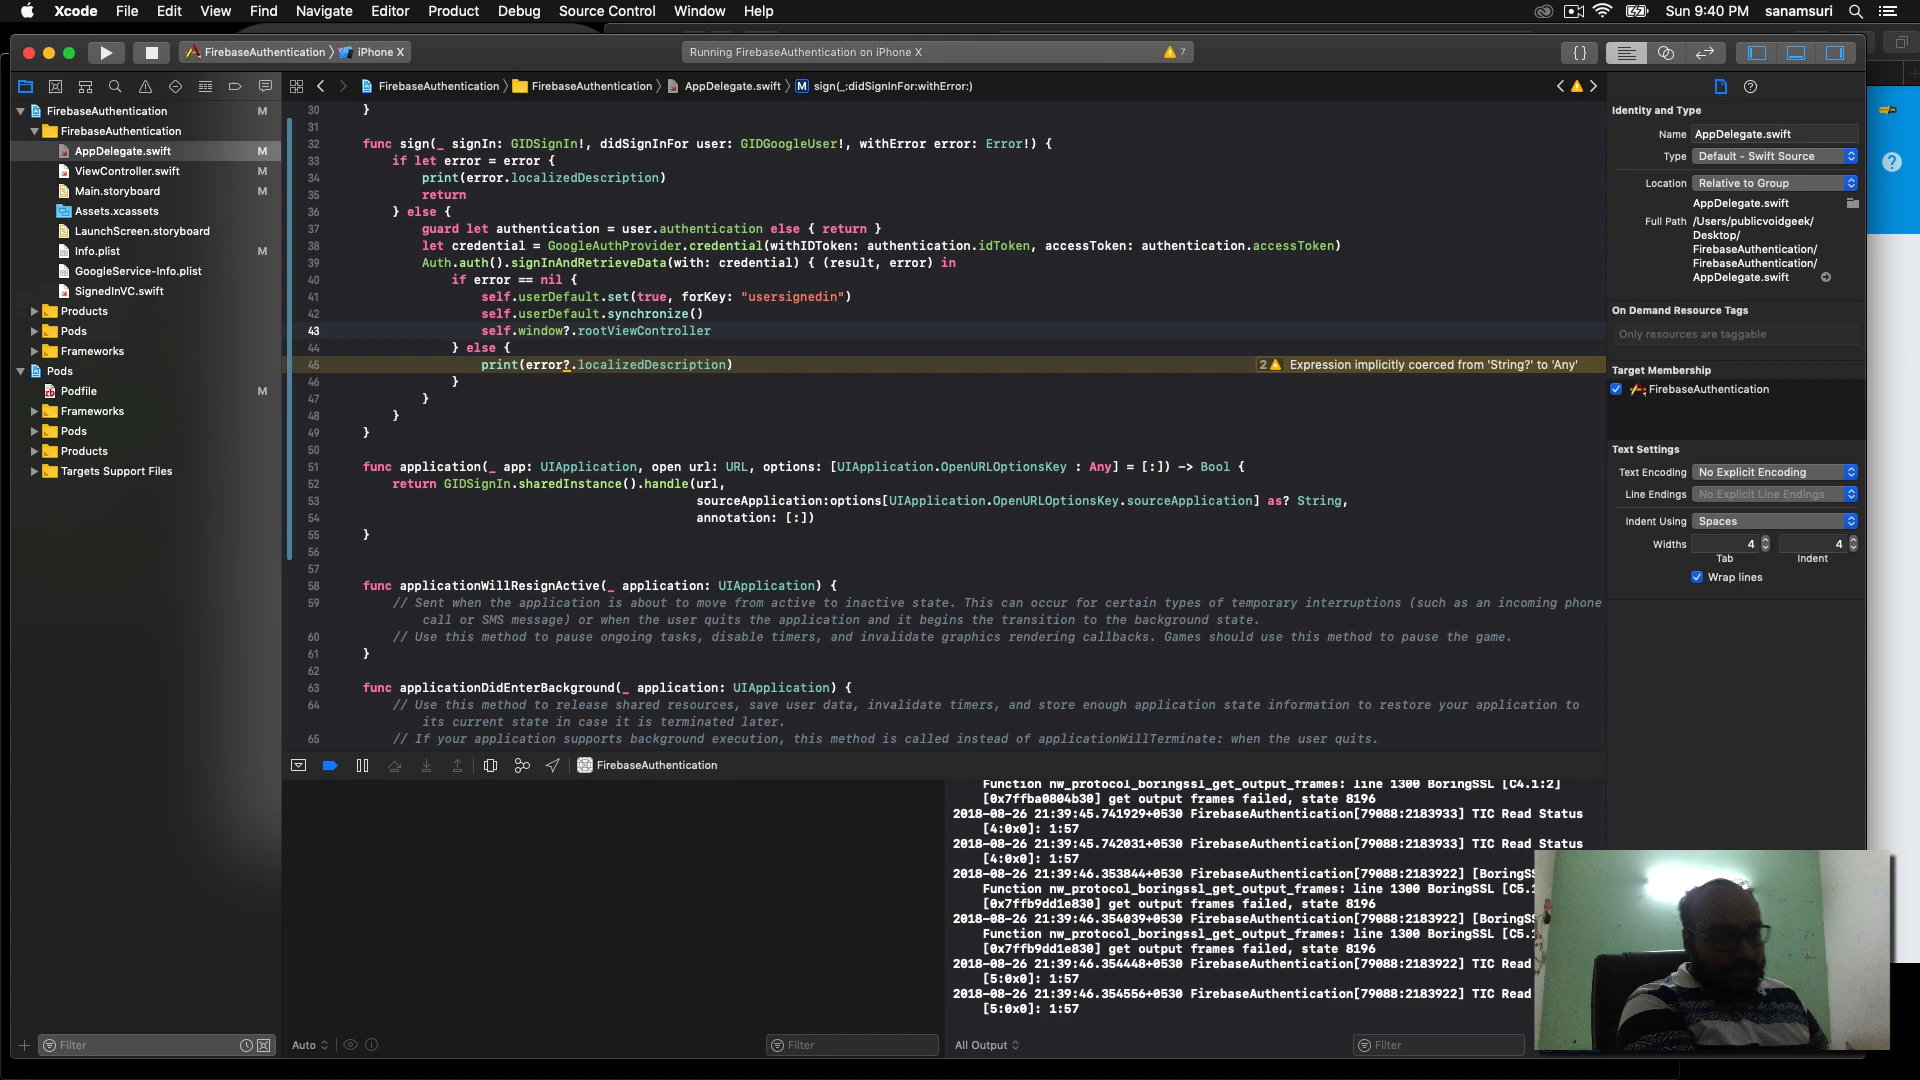 Xcode File Edit View Find Navigate Editor Product Debug Source Control Window Help Sun 9:40 PM sanamsuri
FirebaseAuthentication iPhone X Running FirebaseAuthentication on iPhone X 7
FirebaseAuthentication FirebaseAuthentication AppDelegate.swift M sign(_:didSignInFor:withError:)
FirebaseAuthentication M
FirebaseAuthentication
AppDelegate.swift M
ViewController.swift M
Main.storyboard M
Assets.xcassets
LaunchScreen.storyboard
Info.plist M
GoogleService-Info.plist
SignedInVC.swift
Products
Pods
Frameworks
Pods
Podfile M
Frameworks
Pods
Products
Targets Support Files
Filter
30 }
31
32 func sign(_ signIn: GIDSignIn!, didSignInFor user: GIDGoogleUser!, withError error: Error!) {
33 if let error = error {
34 print(error.localizedDescription)
35 return
36 } else {
37 guard let authentication = user.authentication else { return }
38 let credential = GoogleAuthProvider.credential(withIDToken: authentication.idToken, accessToken: authentication.accessToken)
39 Auth.auth().signInAndRetrieveData(with: credential) { (result, error) in
40 if error == nil {
41 self.userDefault.set(true, forKey: "usersignedin")
42 self.userDefault.synchronize()
43 self.window?.rootViewController
44 } else {
45 print(error?.localizedDescription) 2 Expression implicitly coerced from 'String?' to 'Any'
46 }
47 }
48 }
49 }
50
51 func application(_ app: UIApplication, open url: URL, options: [UIApplication.OpenURLOptionsKey : Any] = [:]) -> Bool {
52 return GIDSignIn.sharedInstance().handle(url,
53 sourceApplication:options[UIApplication.OpenURLOptionsKey.sourceApplication] as? String,
54 annotation: [:])
55 }
56
57
58 func applicationWillResignActive(_ application: UIApplication) {
59 // Sent when the application is about to move from active to inactive state. This can occur for certain types of temporary interruptions (such as an incoming phone
call or SMS message) or when the user quits the application and it begins the transition to the background state.
60 // Use this method to pause ongoing tasks, disable timers, and invalidate graphics rendering callbacks. Games should use this method to pause the game.
61 }
62
63 func applicationDidEnterBackground(_ application: UIApplication) {
64 // Use this method to release shared resources, save user data, invalidate timers, and store enough application state information to restore your application to
its current state in case it is terminated later.
65 // If your application supports background execution, this method is called instead of applicationWillTerminate: when the user quits.
FirebaseAuthentication
Function nw_protocol_boringssl_get_output_frames: line 1300 BoringSSL [C4.1:2]
[0x7ffba0804b30] get output frames failed, state 8196
2018-08-26 21:39:45.741929+0530 FirebaseAuthentication[79088:2183933] TIC Read Status
[4:0x0]: 1:57
2018-08-26 21:39:45.742031+0530 FirebaseAuthentication[79088:2183933] TIC Read Status
[4:0x0]: 1:57
2018-08-26 21:39:46.353844+0530 FirebaseAuthentication[79088:2183922] [BoringSS
Function nw_protocol_boringssl_get_output_frames: line 1300 BoringSSL [C5.1
[0x7ffb9dd1e830] get output frames failed, state 8196
2018-08-26 21:39:46.354039+0530 FirebaseAuthentication[79088:2183922] [BoringSS
Function nw_protocol_boringssl_get_output_frames: line 1300 BoringSSL [C5.1
[0x7ffb9dd1e830] get output frames failed, state 8196
2018-08-26 21:39:46.354448+0530 FirebaseAuthentication[79088:2183922] TIC Read
[5:0x0]: 1:57
2018-08-26 21:39:46.354556+0530 FirebaseAuthentication[79088:2183922] TIC Read
[5:0x0]: 1:57
Auto Filter All Output Filter
Identity and Type
Name AppDelegate.swift
Type Default - Swift Source
Location Relative to Group
AppDelegate.swift
Full Path /Users/publicvoidgeek/
Desktop/
FirebaseAuthentication/
FirebaseAuthentication/
AppDelegate.swift
On Demand Resource Tags
Only resources are taggable
Target Membership
FirebaseAuthentication
Text Settings
Text Encoding No Explicit Encoding
Line Endings No Explicit Line Endings
Indent Using Spaces
Widths 4 4
Tab Indent
Wrap lines